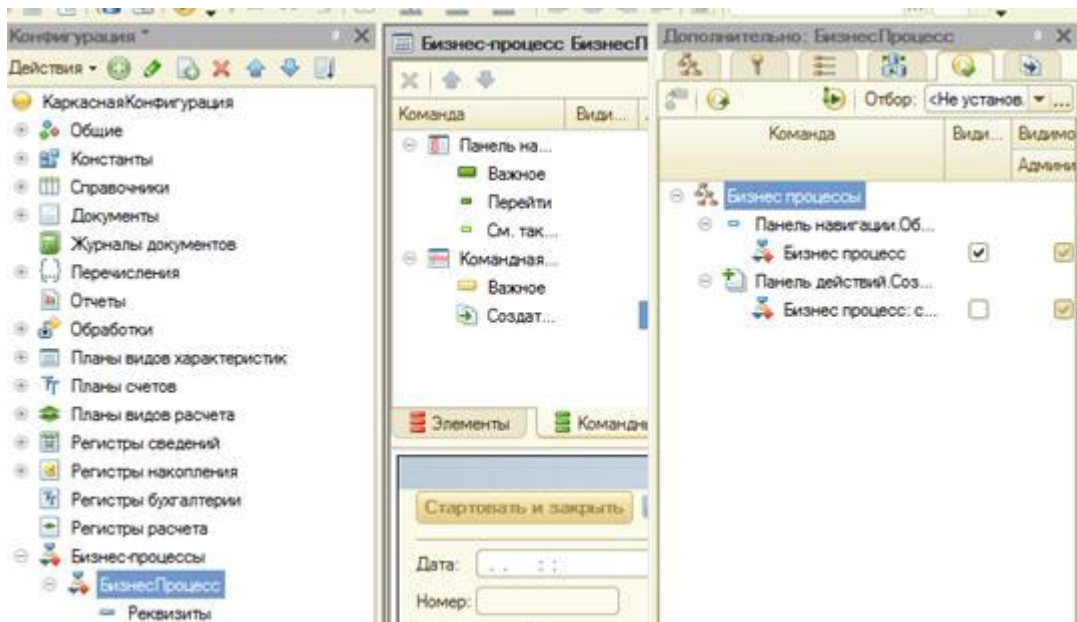 Конфигурация *
Действия
КаркаснаяКонфигурация
Общие
Константы
Справочники
Документы
Журналы документов
Перечисления
Отчеты
Обработки
Планы видов характеристик
Планы счетов
Планы видов расчета
Регистры сведений
Регистры накопления
Регистры бухгалтерии
Регистры расчета
Бизнес-процессы
БизнесПроцесс
Реквизиты
Бизнес-процесс БизнесП
Команда Види...
Панель на...
Важное
Перейти
См. так...
Командная...
Важное
Создат...
Элементы Командн
Стартовать и закрыть
Дата: . . : :
Номер:
Дополнительно: БизнесПроцесс
Отбор: <Не установ. ...
Команда Види... Видимо
Админи
Бизнес процессы
Панель навигации.Об...
Бизнес процесс
Панель действий.Соз...
Бизнес процесс: с...